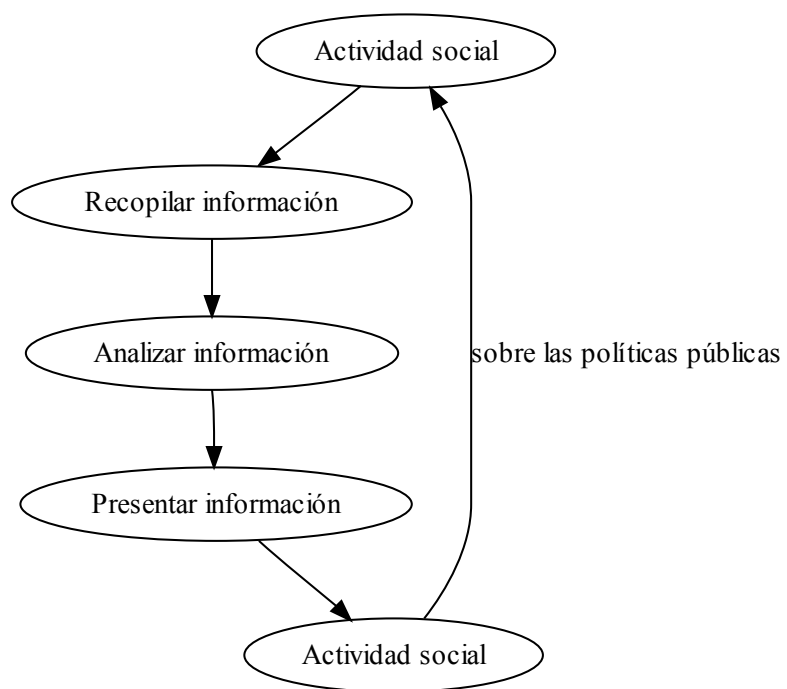 Actividad social
Recopilar información
Analizar información
sobre las políticas públicas
Presentar información
Actividad social